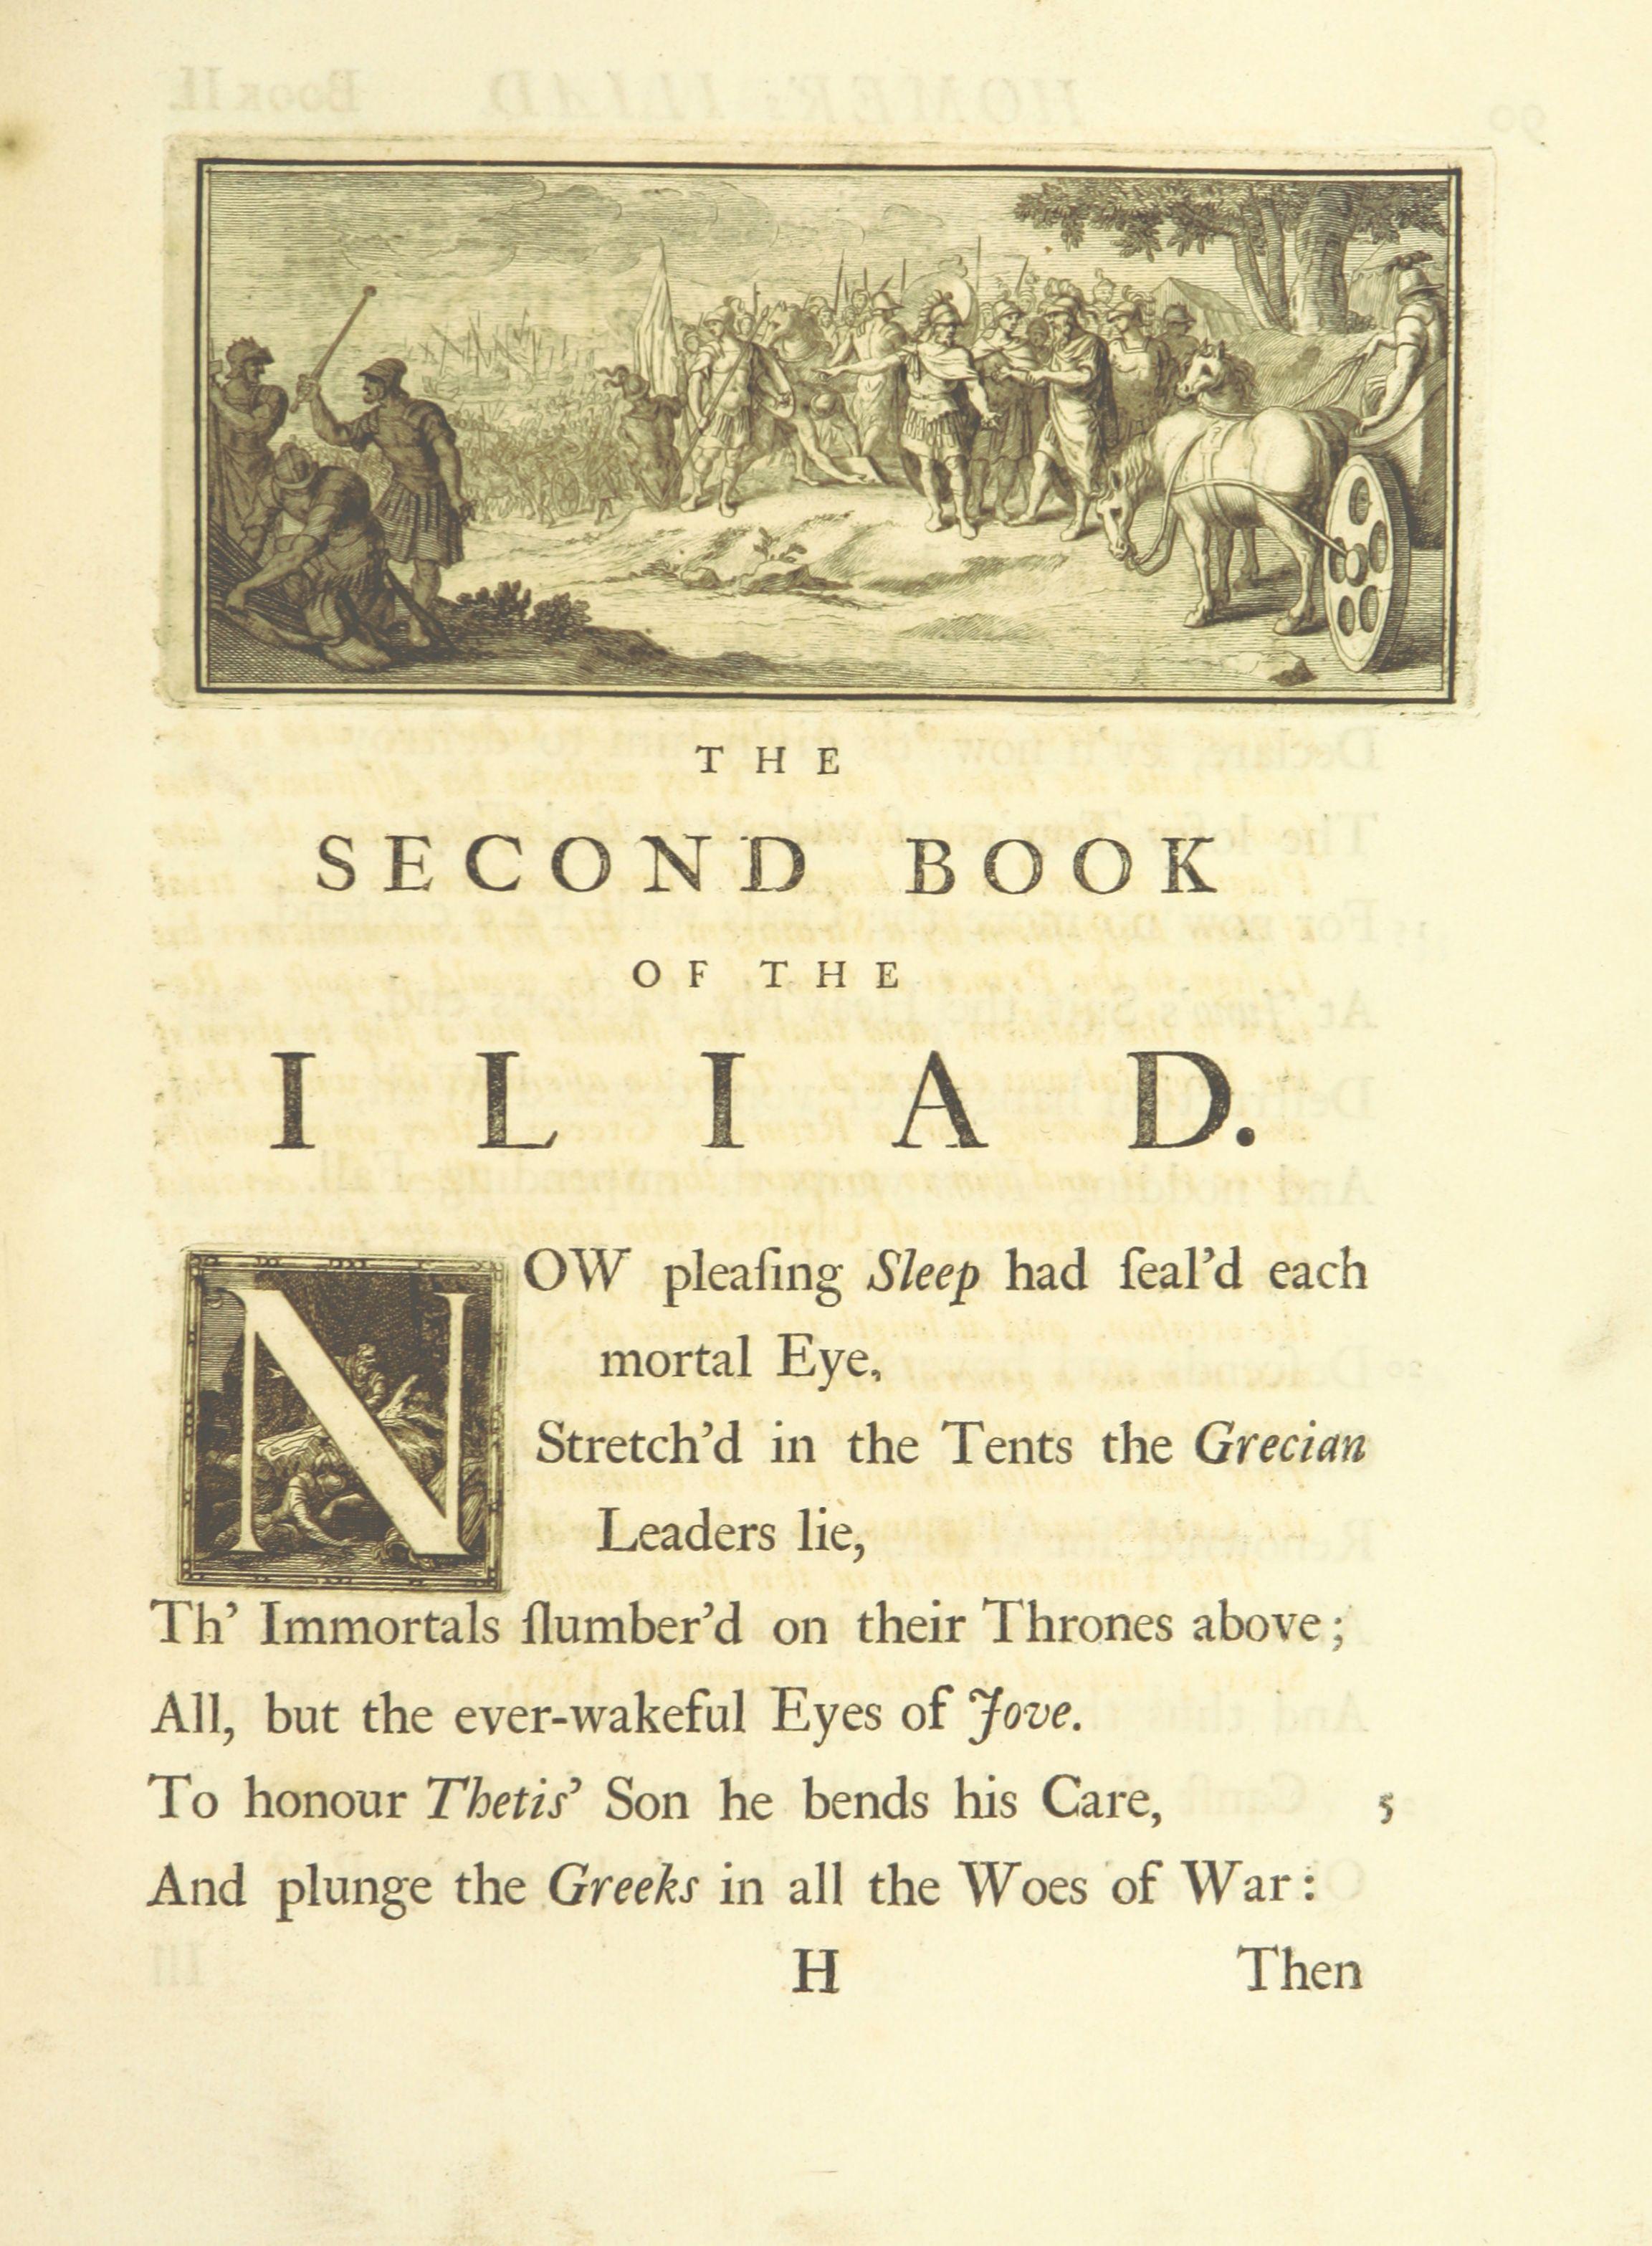 THE
SECOND BOOK
OF THE
ILIAD.
NOW pleaſing Sleep had ſeal’d each
mortal Eye,
Stretch’d in the Tents the Grecian
Leaders lie,
Th’ Immortals ſlumber’d on their Thrones above;
All, but the ever-wakeful Eyes of Jove.
To honour Thetis’ Son he bends his Care, 5
And plunge the Greeks in all the Woes of War:
H Then